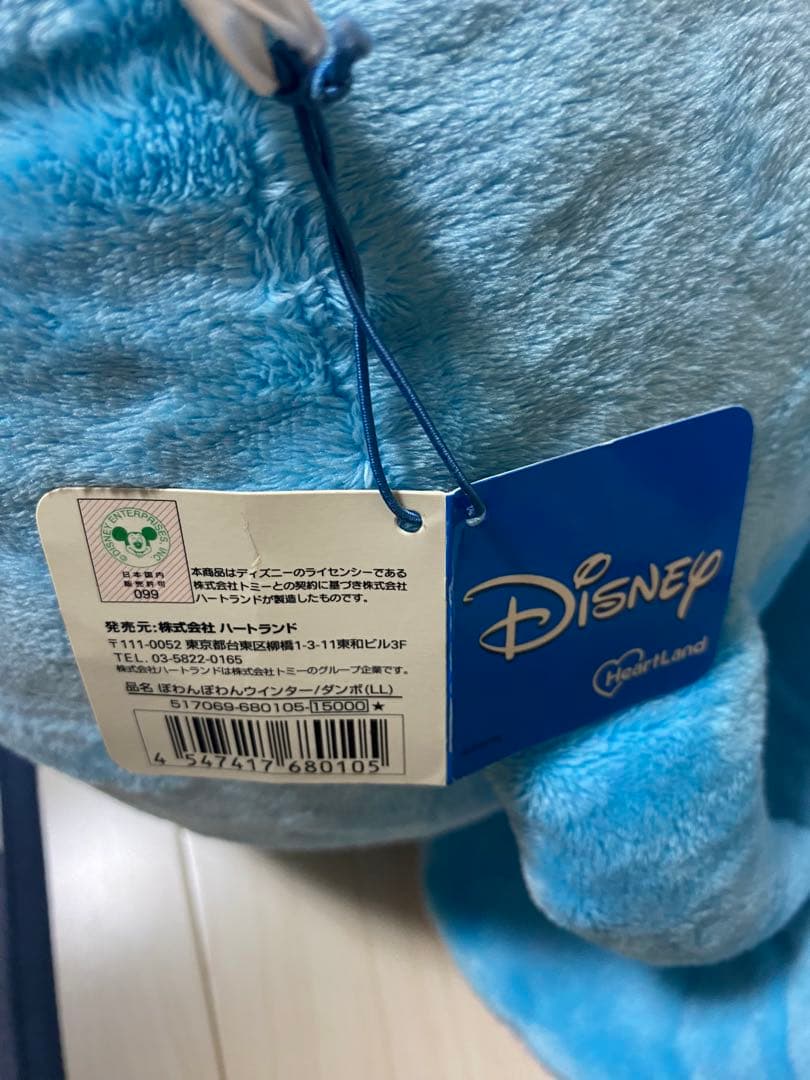 ©DISNEY ENTERPRISES, INC
日本国内
販売許可
099
本商品はディズニーのライセンシーである
株式会社トミーとの契約に基づき株式会社
ハートランドが製造したものです。
発売元:株式会社 ハートランド
〒111-0052 東京都台東区柳橋1-3-11東和ビル3F
TEL. 03-5822-0165
株式会社ハートランドは株式会社トミーのグループ企業です。
品名 ぽわんぽわんウインター/ダンボ(LL)
517069-680105-15000★
4 547417 680105
DISNEY
HeartLand